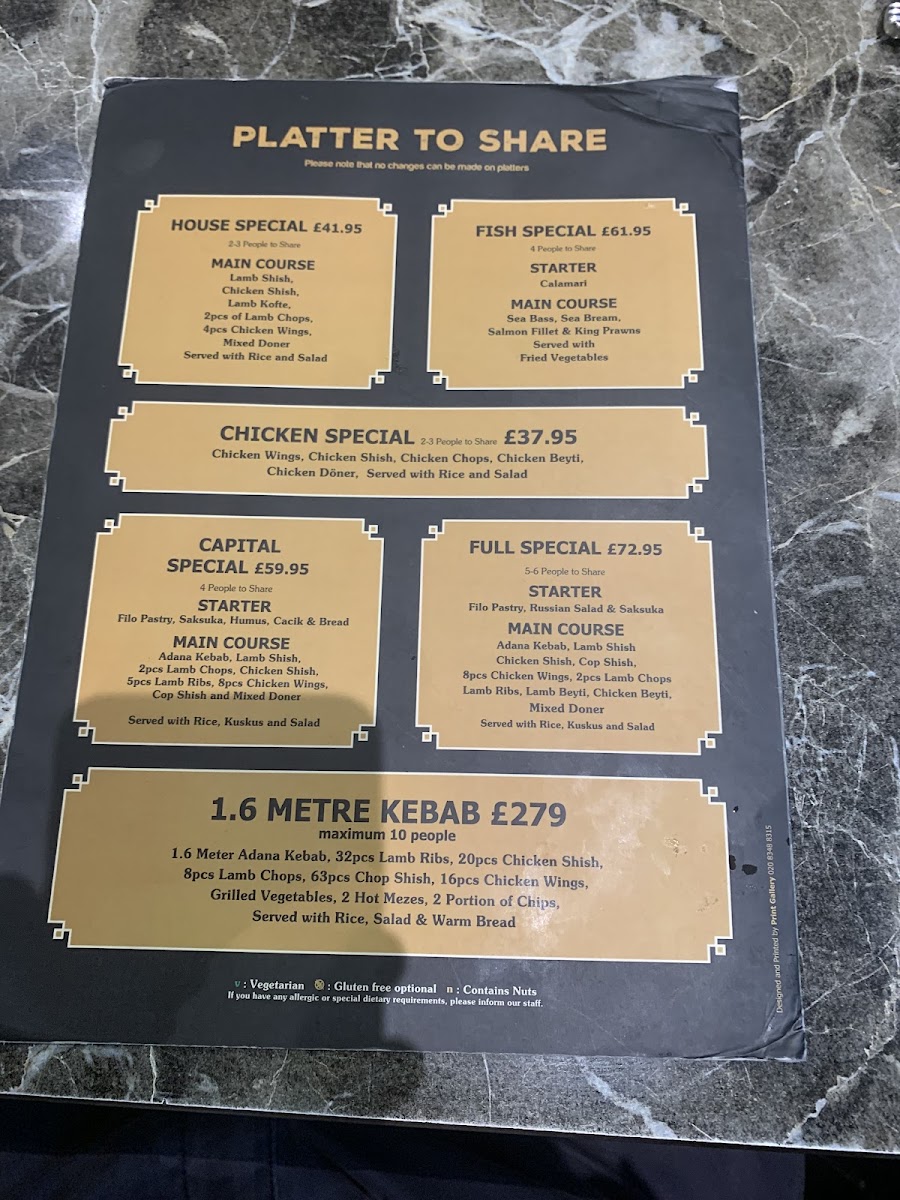 PLATTER TO SHARE
Please note that no changes can be made on platters
HOUSE SPECIAL £41.95
2-3 People to Share
MAIN COURSE
Lamb Shish,
Chicken Shish,
Lamb Kofte,
2pcs of Lamb Chops,
4pcs Chicken Wings,
Mixed Doner
Served with Rice and Salad
FISH SPECIAL £61.95
4 People to Share
STARTER
Calamari
MAIN COURSE
Sea Bass, Sea Bream,
Salmon Fillet & King Prawns
Served with
Fried Vegetables
CHICKEN SPECIAL 2-3 People to Share £37.95
Chicken Wings, Chicken Shish, Chicken Chops, Chicken Beyti,
Chicken Döner, Served with Rice and Salad
CAPITAL
SPECIAL £59.95
4 People to Share
STARTER
Filo Pastry, Saksuka, Humus, Cacik & Bread
MAIN COURSE
Adana Kebab, Lamb Shish,
2pcs Lamb Chops, Chicken Shish,
5pcs Lamb Ribs, 8pcs Chicken Wings,
Cop Shish and Mixed Doner
Served with Rice, Kuskus and Salad
FULL SPECIAL £72.95
5-6 People to Share
STARTER
Filo Pastry, Russian Salad & Saksuka
MAIN COURSE
Adana Kebab, Lamb Shish
Chicken Shish, Cop Shish,
8pcs Chicken Wings, 2pcs Lamb Chops
Lamb Ribs, Lamb Beyti, Chicken Beyti,
Mixed Doner
Served with Rice, Kuskus and Salad
1.6 METRE KEBAB £279
maximum 10 people
1.6 Meter Adana Kebab, 32pcs Lamb Ribs, 20pcs Chicken Shish,
8pcs Lamb Chops, 63pcs Chop Shish, 16pcs Chicken Wings,
Grilled Vegetables, 2 Hot Mezes, 2 Portion of Chips,
Served with Rice, Salad & Warm Bread
v : Vegetarian : Gluten free optional n : Contains Nuts
If you have any allergic or special dietary requirements, please inform our staff.
Designed and Printed by Print Gallery 020 8348 8315